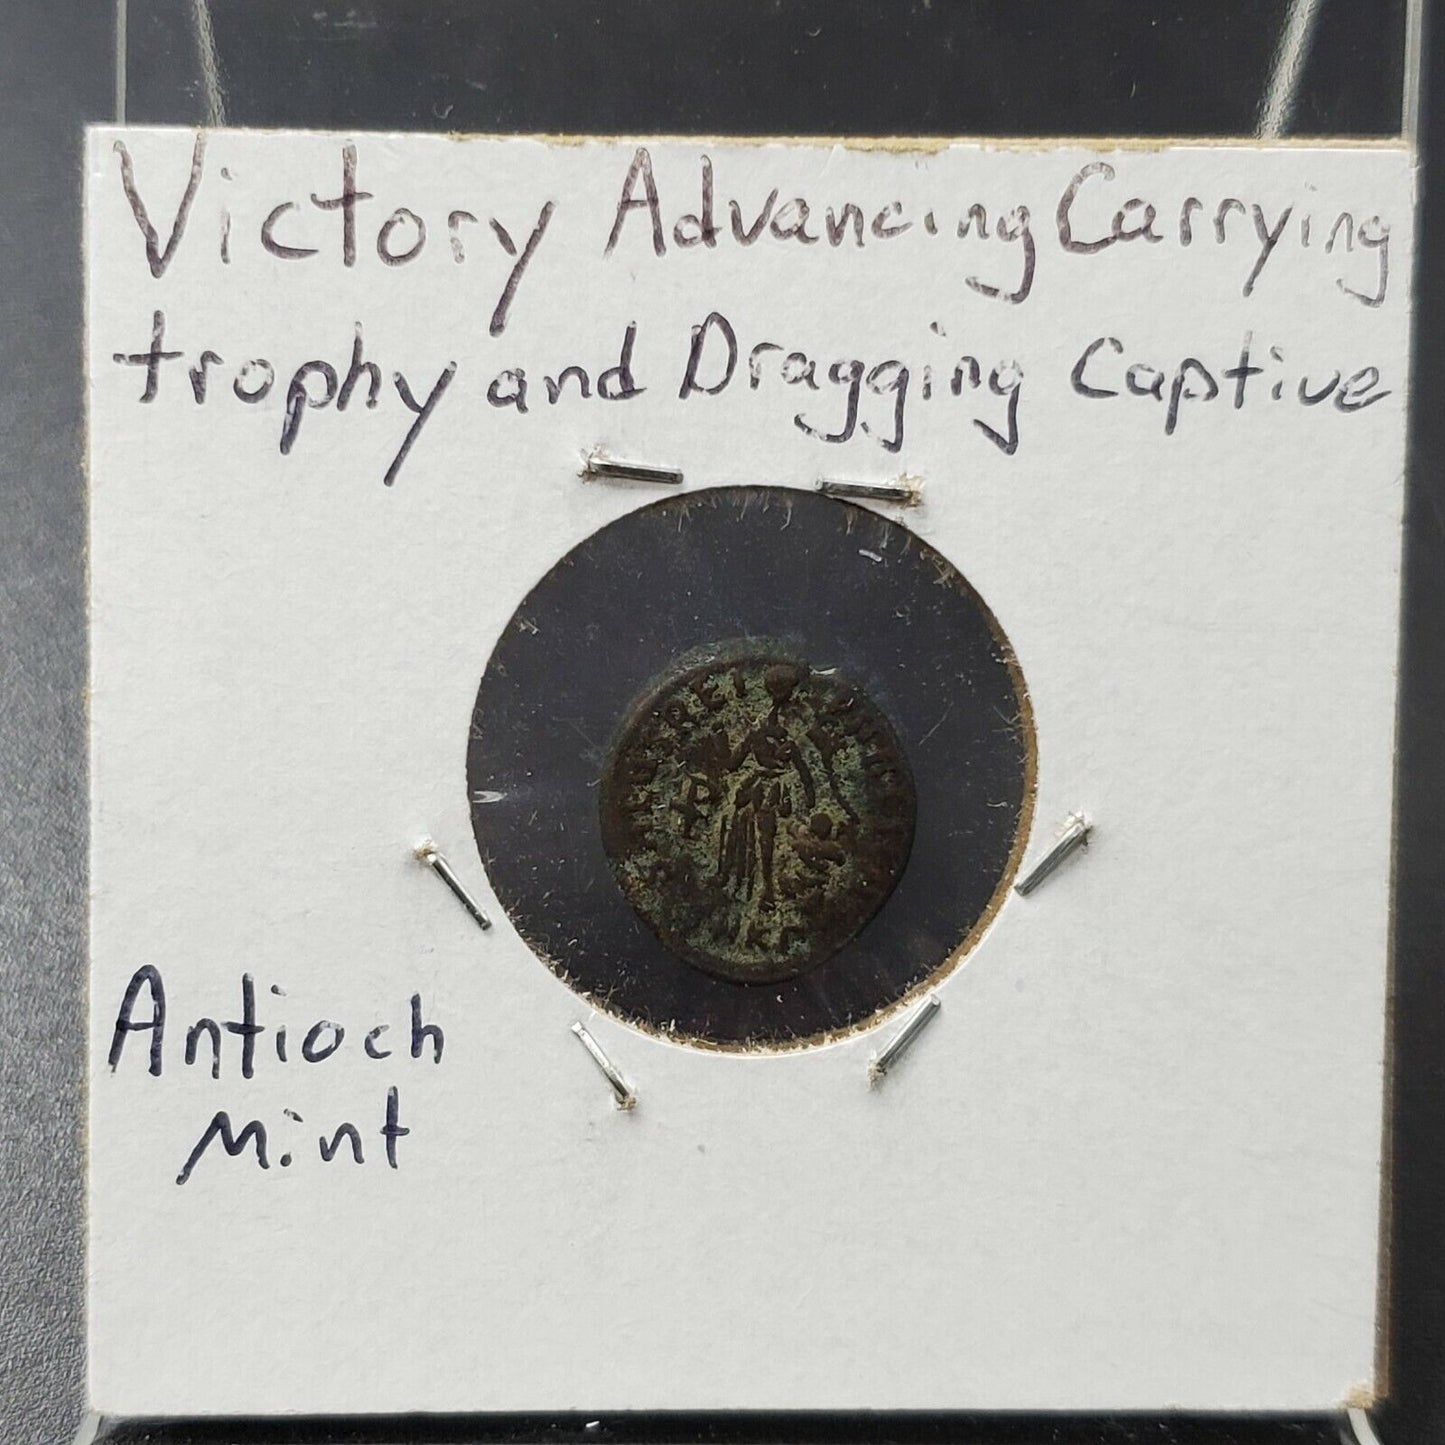 Victory Advancing Carrying
trophy and Dragging Captive
Antioch
Mint